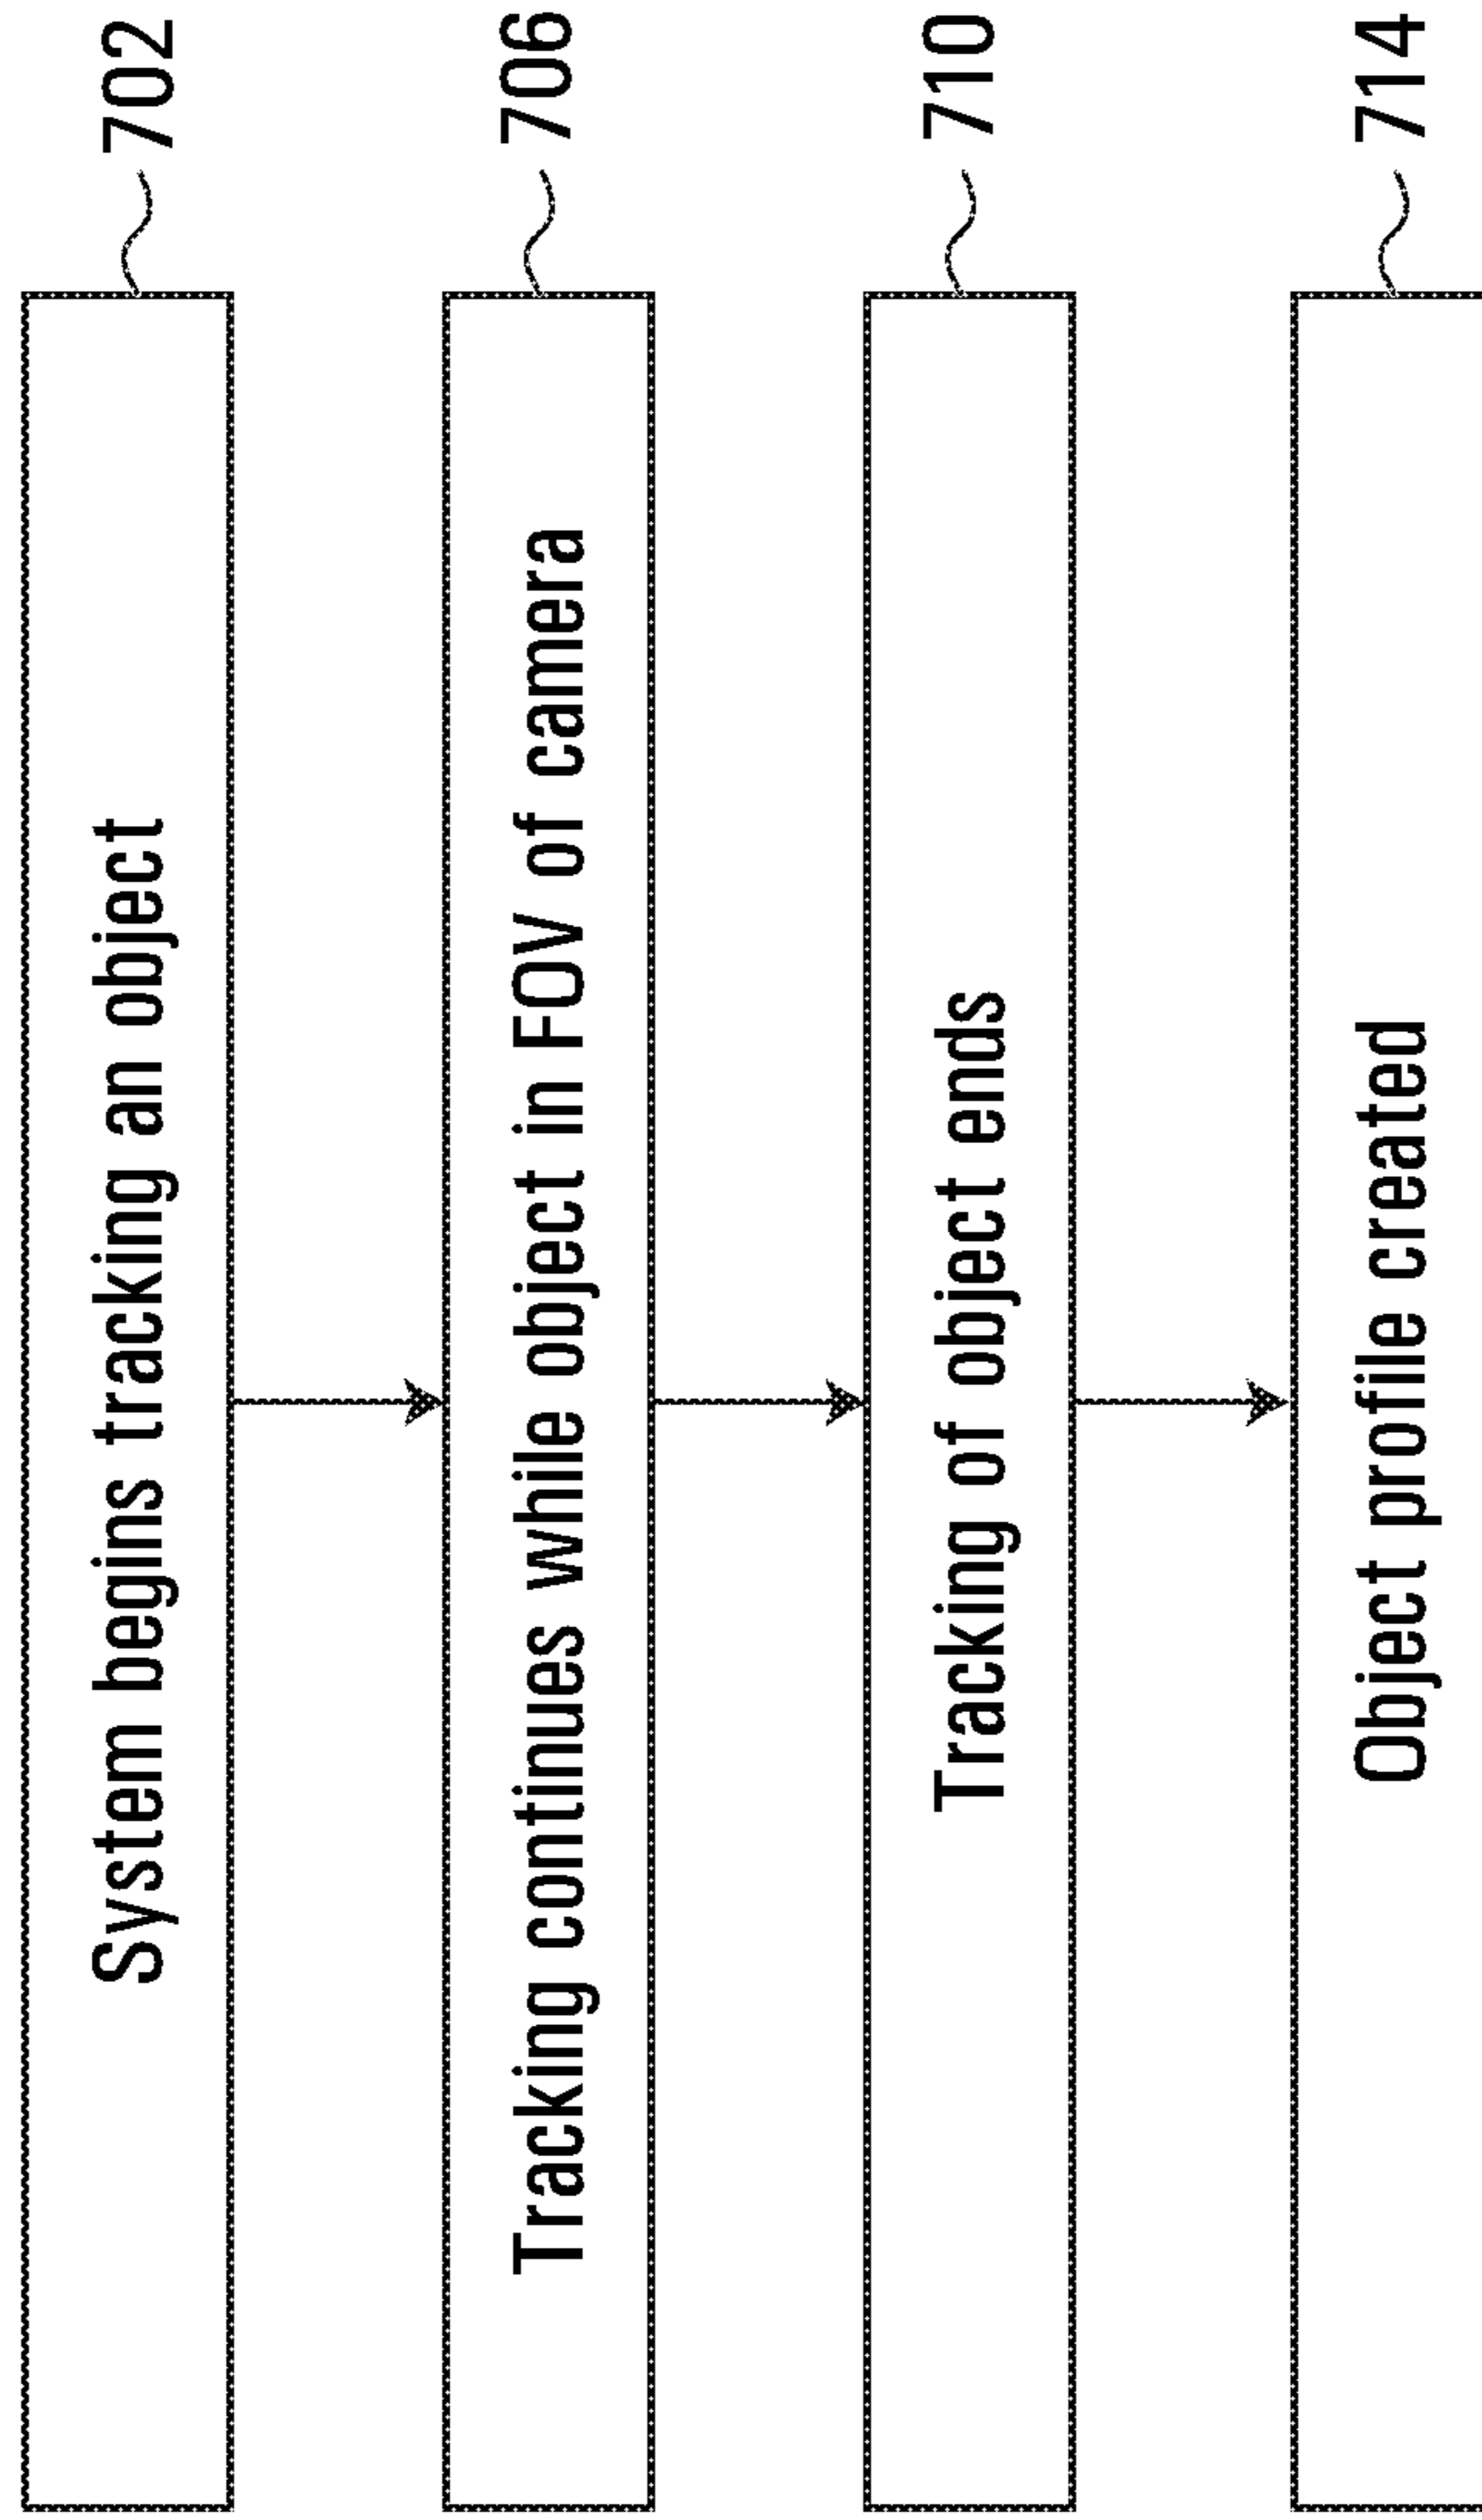 System begins tracking an object
702
Tracking continues while object in FOV of camera
706
Tracking of object ends
710
Object profile created
714